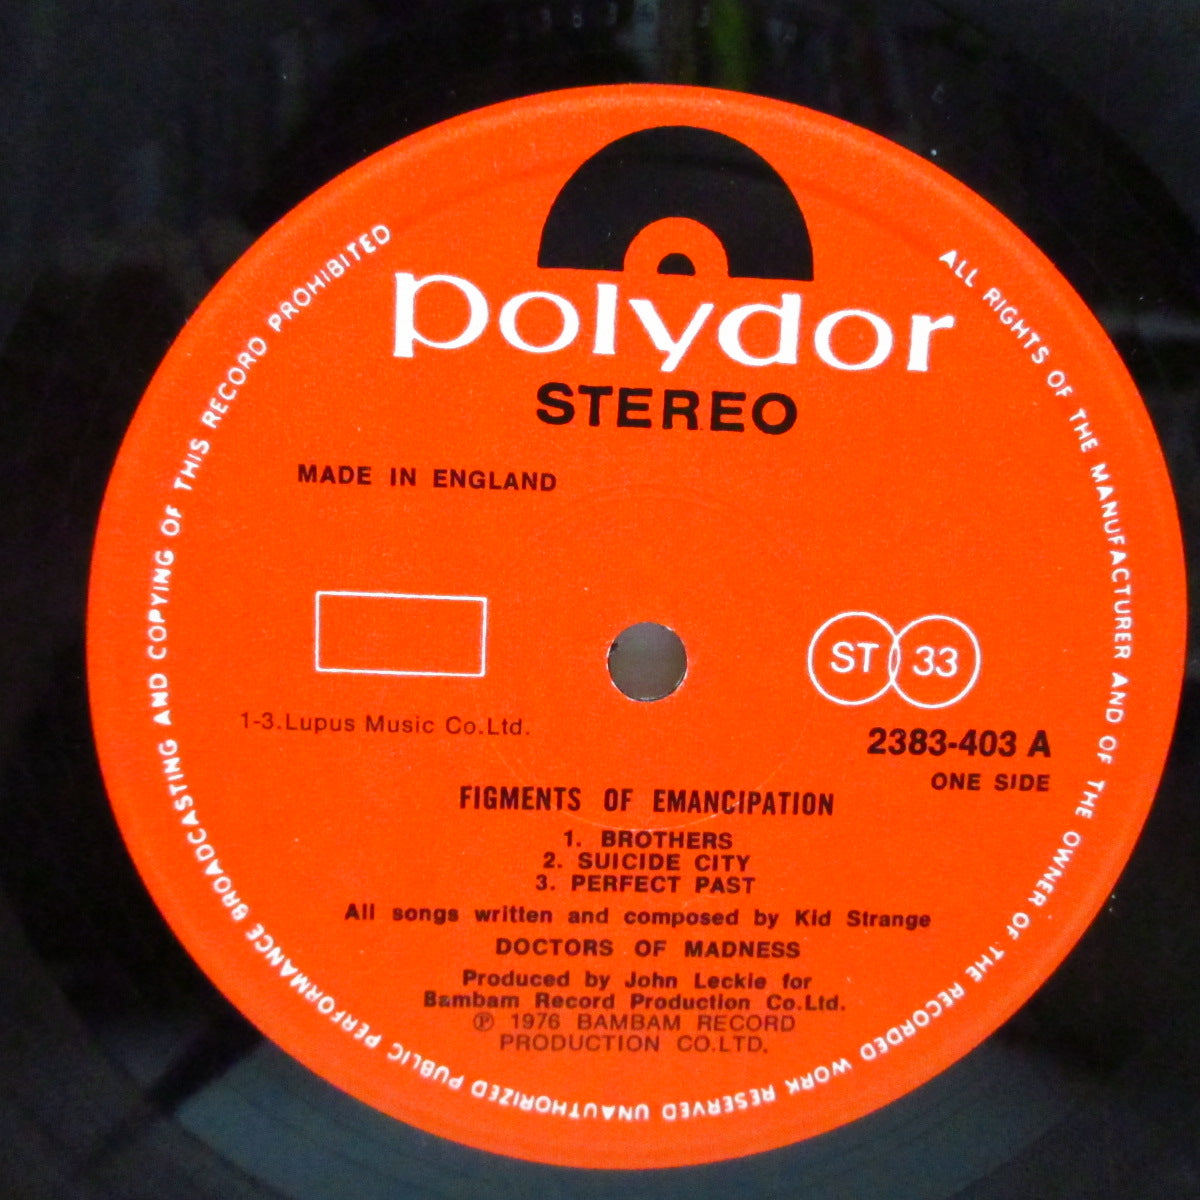 polydor
STEREO
MADE IN ENGLAND
ST 33
1-3.Lupus Music Co.Ltd.
2383-403 A
ONE SIDE
FIGMENTS OF EMANCIPATION
1. BROTHERS
2. SUICIDE CITY
3. PERFECT PAST
All songs written and composed by Kid Strange
DOCTORS OF MADNESS
Produced by John Leckie for
Bambam Record Production Co.Ltd.
℗ 1976 BAMBAM RECORD
PRODUCTION CO.LTD.
ALL RIGHTS OF THE MANUFACTURER AND OF THE OWNER OF THE RECORDED WORK RESERVED UNAUTHORIZED PUBLIC PERFORMANCE BROADCASTING AND COPYING OF THIS RECORD PROHIBITED